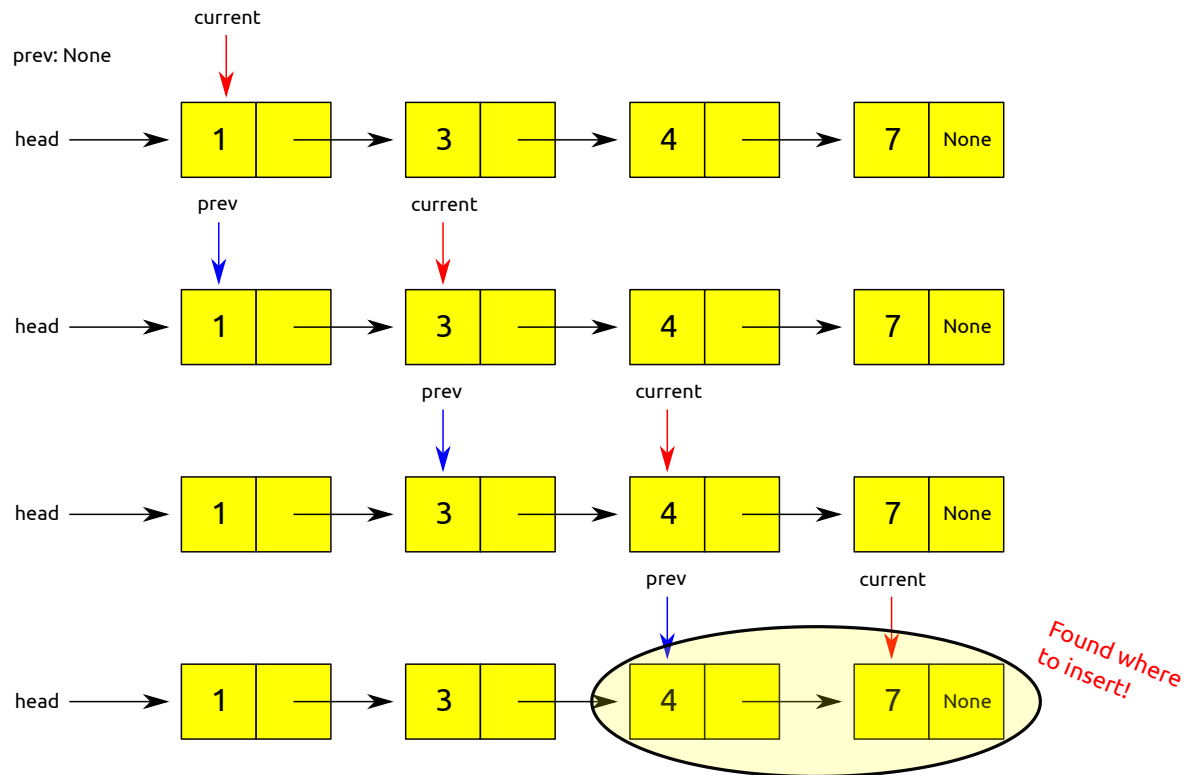 current
prev: None
head
1
3
4
7
None
prev
current
head
1
3
4
7
None
prev
current
head
1
3
4
7
None
prev
current
Found where
to insert!
head
1
3
4
7
None